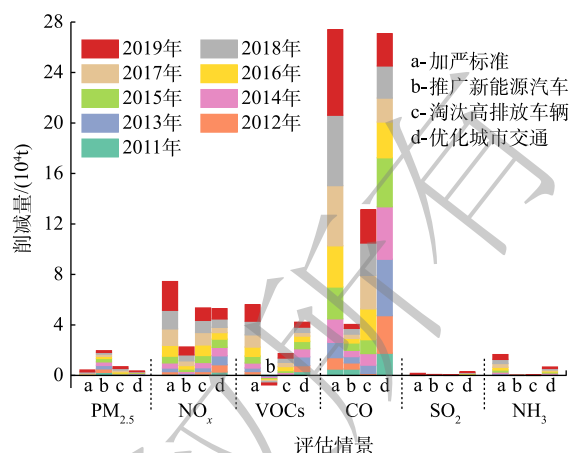 28
24
20
16
12
8
4
0
削减量/(10⁴t)
2019年 2018年
2017年 2016年
2015年 2014年
2013年 2012年
2011年
a-加严标准
b-推广新能源汽车
c-淘汰高排放车辆
d-优化城市交通
b
a b c d a b c d a c d a b c d a b c d a b c d
PM₂.₅ NOₓ VOCs CO SO₂ NH₃
评估情景